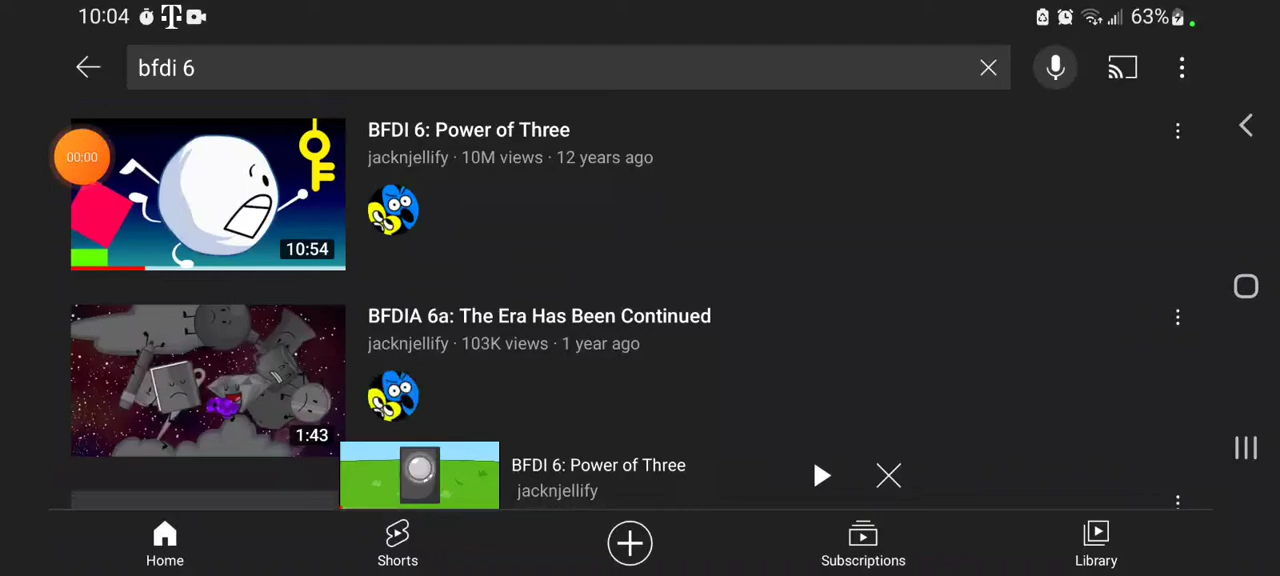 10:04
63%
bfdi 6
00:00
10:54
BFDI 6: Power of Three
jacknjellify · 10M views · 12 years ago
1:43
BFDIA 6a: The Era Has Been Continued
jacknjellify · 103K views · 1 year ago
BFDI 6: Power of Three
jacknjellify
Home
Shorts
Subscriptions
Library